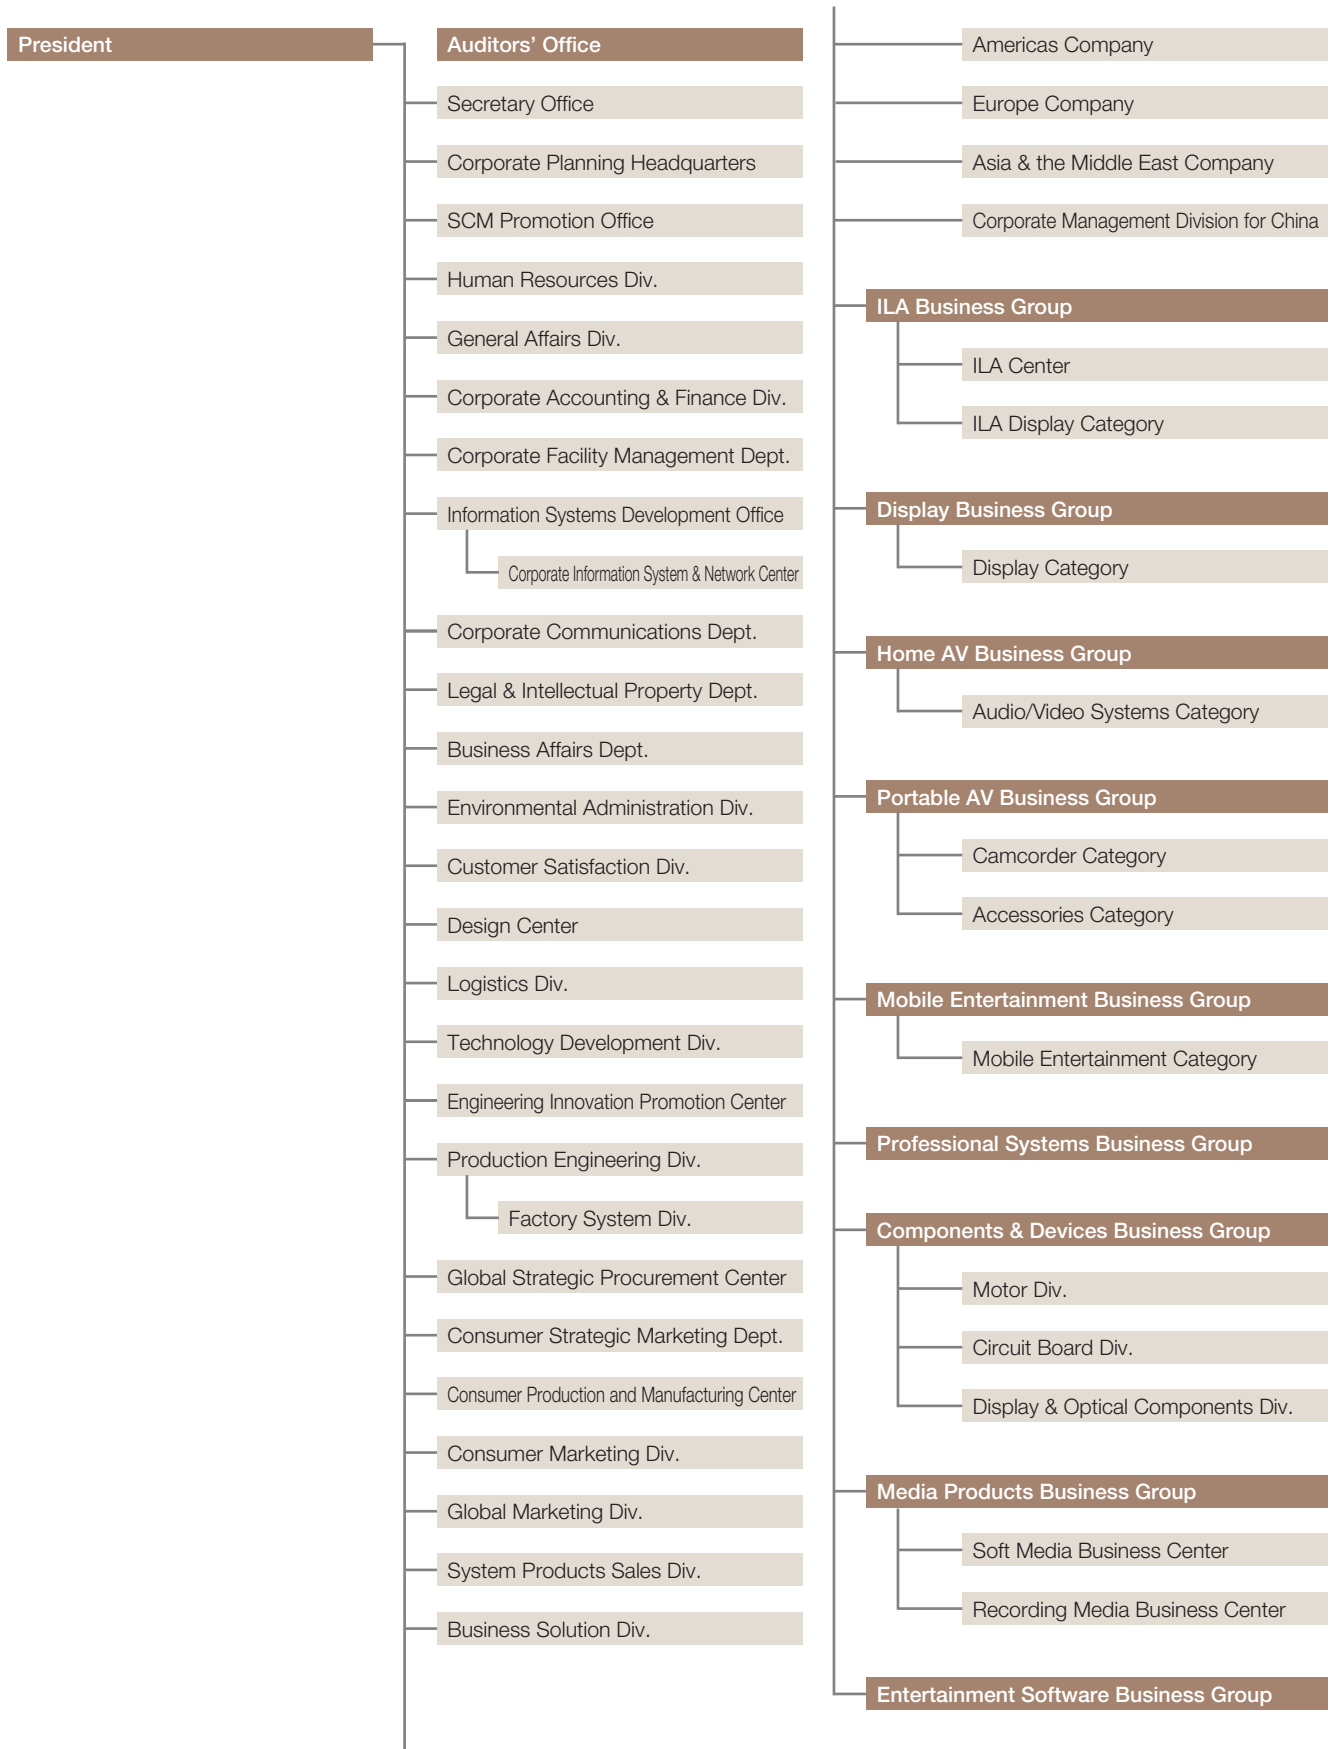 President
Auditors’ Office
Secretary Office
Corporate Planning Headquarters
SCM Promotion Office
Human Resources Div.
General Affairs Div.
Corporate Accounting & Finance Div.
Corporate Facility Management Dept.
Information Systems Development Office
Corporate Information System & Network Center
Corporate Communications Dept.
Legal & Intellectual Property Dept.
Business Affairs Dept.
Environmental Administration Div.
Customer Satisfaction Div.
Design Center
Logistics Div.
Technology Development Div.
Engineering Innovation Promotion Center
Production Engineering Div.
Factory System Div.
Global Strategic Procurement Center
Consumer Strategic Marketing Dept.
Consumer Production and Manufacturing Center
Consumer Marketing Div.
Global Marketing Div.
System Products Sales Div.
Business Solution Div.
Americas Company
Europe Company
Asia & the Middle East Company
Corporate Management Division for China
ILA Business Group
ILA Center
ILA Display Category
Display Business Group
Display Category
Home AV Business Group
Audio/Video Systems Category
Portable AV Business Group
Camcorder Category
Accessories Category
Mobile Entertainment Business Group
Mobile Entertainment Category
Professional Systems Business Group
Components & Devices Business Group
Motor Div.
Circuit Board Div.
Display & Optical Components Div.
Media Products Business Group
Soft Media Business Center
Recording Media Business Center
Entertainment Software Business Group